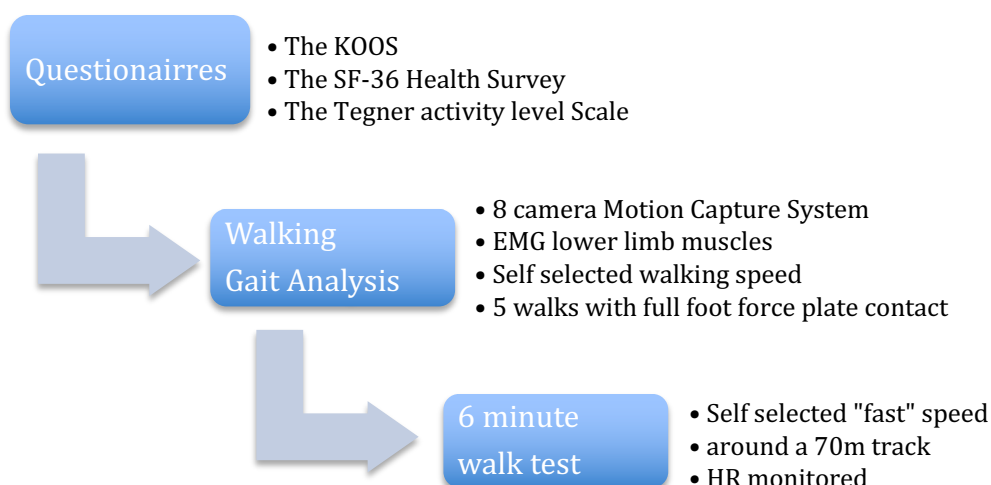 Questionairres
• The KOOS
• The SF-36 Health Survey
• The Tegner activity level Scale
Walking
Gait Analysis
• 8 camera Motion Capture System
• EMG lower limb muscles
• Self selected walking speed
• 5 walks with full foot force plate contact
6 minute
walk test
• Self selected "fast" speed
• around a 70m track
• HR monitored